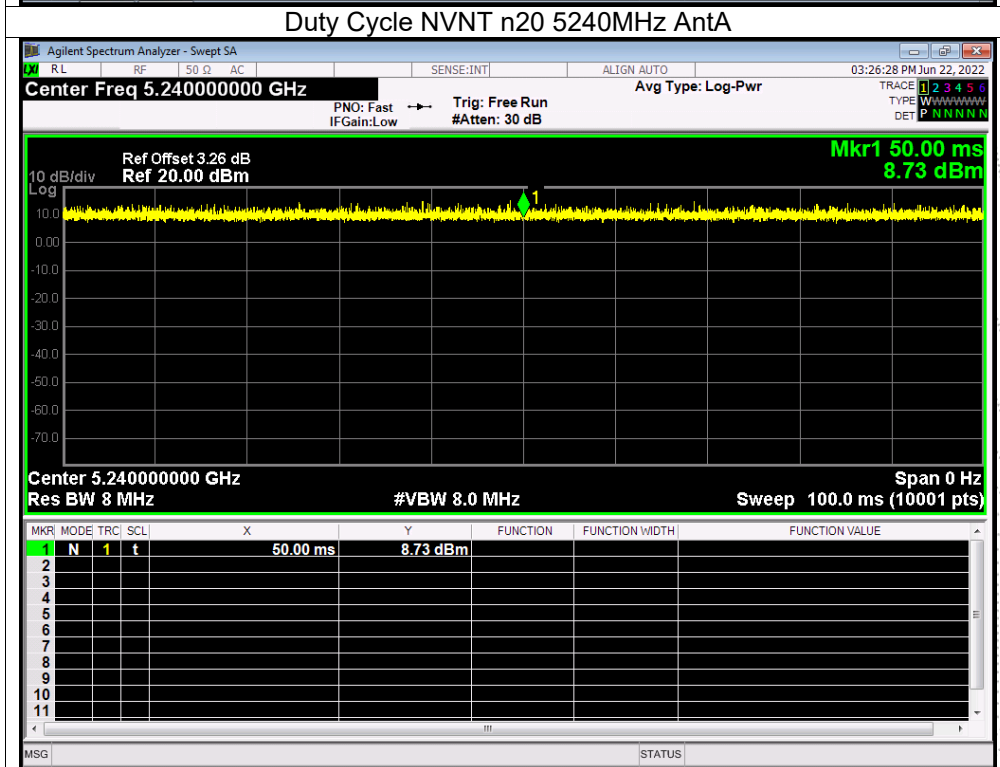 Duty Cycle NVNT n20 5240MHz AntA
Agilent Spectrum Analyzer - Swept SA
LXI RL RF 50 Ω AC SENSE:INT ALIGN AUTO 03:26:28 PM Jun 22, 2022
Center Freq 5.240000000 GHz Avg Type: Log-Pwr TRACE 1 2 3 4 5 6
PNO: Fast Trig: Free Run TYPE WWWWWW
IFGain:Low #Atten: 30 dB DET P N N N N N
Mkr1 50.00 ms
Ref Offset 3.26 dB
10 dB/div Ref 20.00 dBm 8.73 dBm
Log
1
10.0
0.00
-10.0
-20.0
-30.0
-40.0
-50.0
-60.0
-70.0
Center 5.240000000 GHz Span 0 Hz
Res BW 8 MHz #VBW 8.0 MHz Sweep 100.0 ms (10001 pts)
MKR MODE TRC SCL X Y FUNCTION FUNCTION WIDTH FUNCTION VALUE
1 N 1 t 50.00 ms 8.73 dBm
2
3
4
5
6
7
8
9
10
11
MSG STATUS